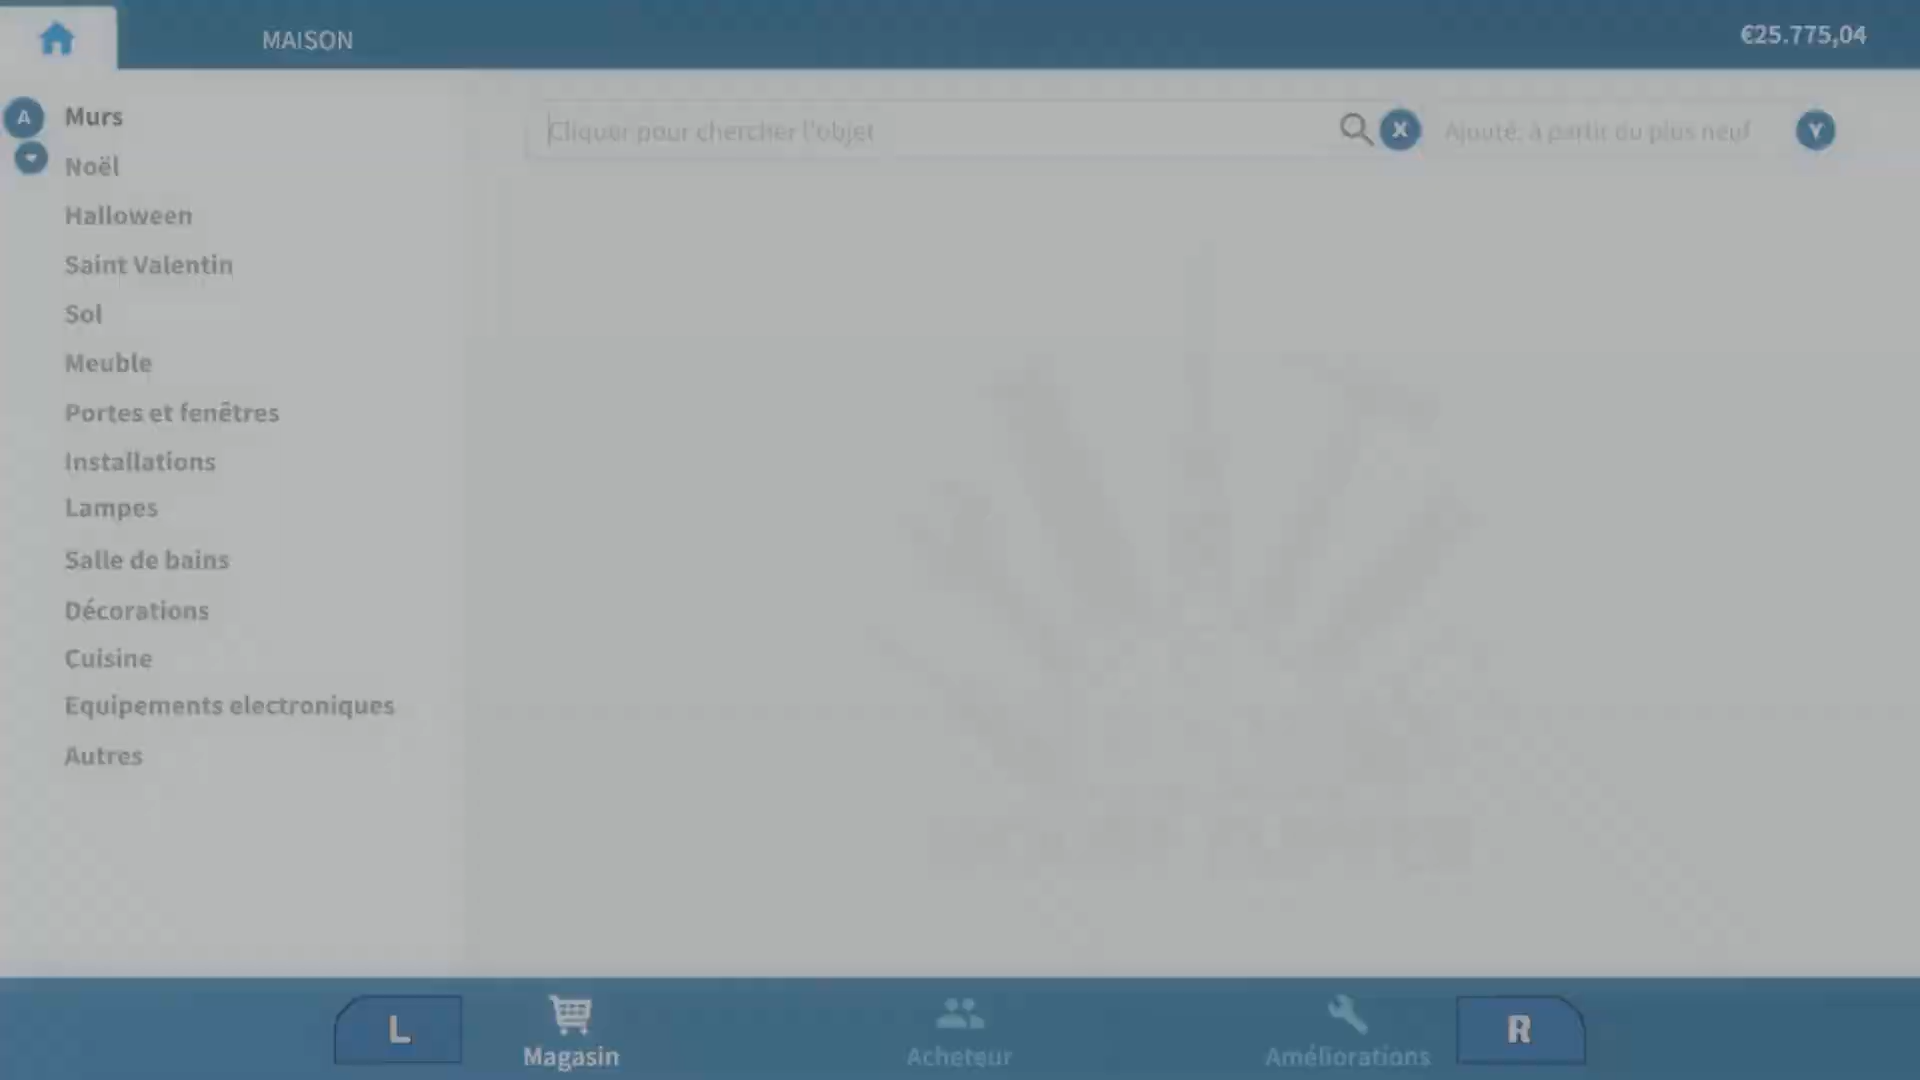 MAISON
€25.775,04
A
Murs
Cliquer pour chercher l'objet
X
Ajouté: à partir du plus neuf
Y
Noël
Halloween
Saint Valentin
Sol
Meuble
Portes et fenêtres
Installations
Lampes
Salle de bains
Décorations
Cuisine
Equipements electroniques
Autres
L
Magasin
Acheteur
Améliorations
R